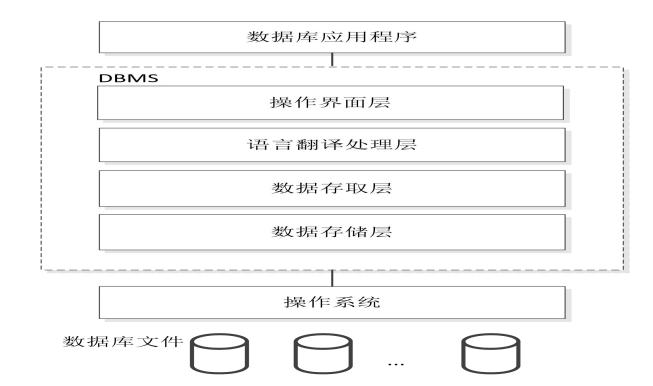 数据库应用程序
DBMS
操作界面层
语言翻译处理层
数据存取层
数据存储层
操作系统
数据库文件
...